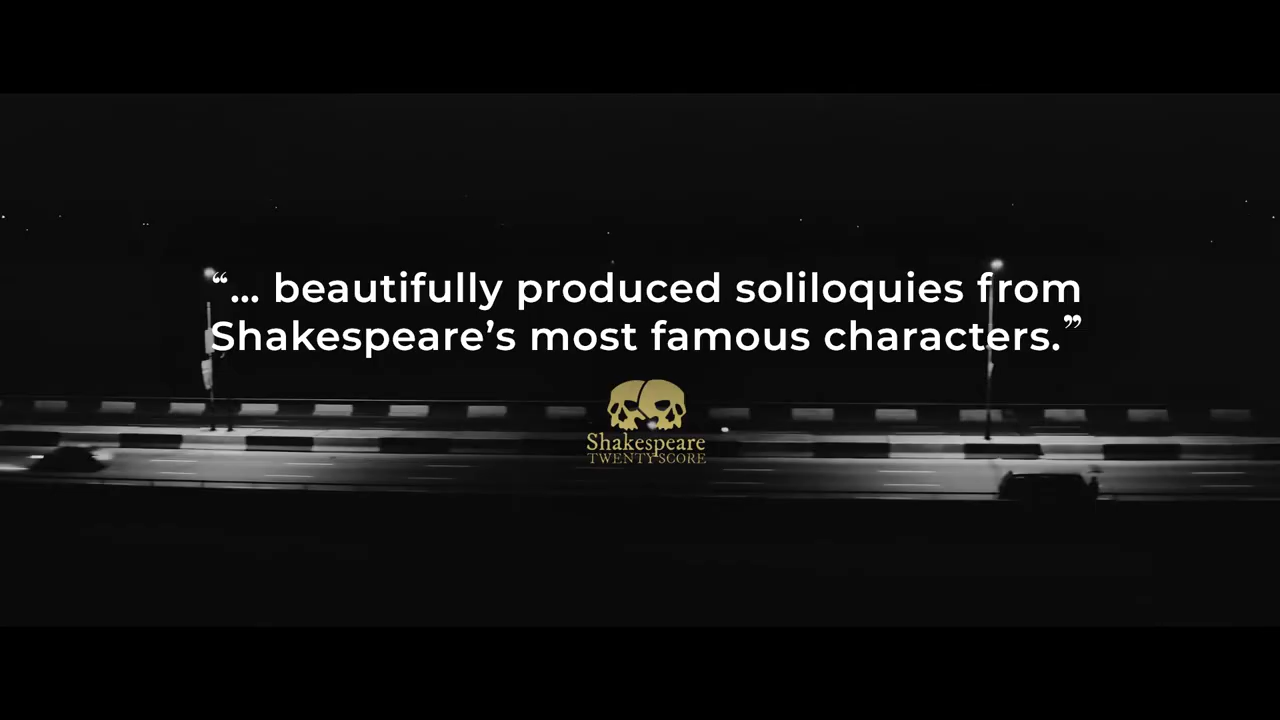 “... beautifully produced soliloquies from
Shakespeare’s most famous characters.”
Shakespeare
TWENTY SCORE